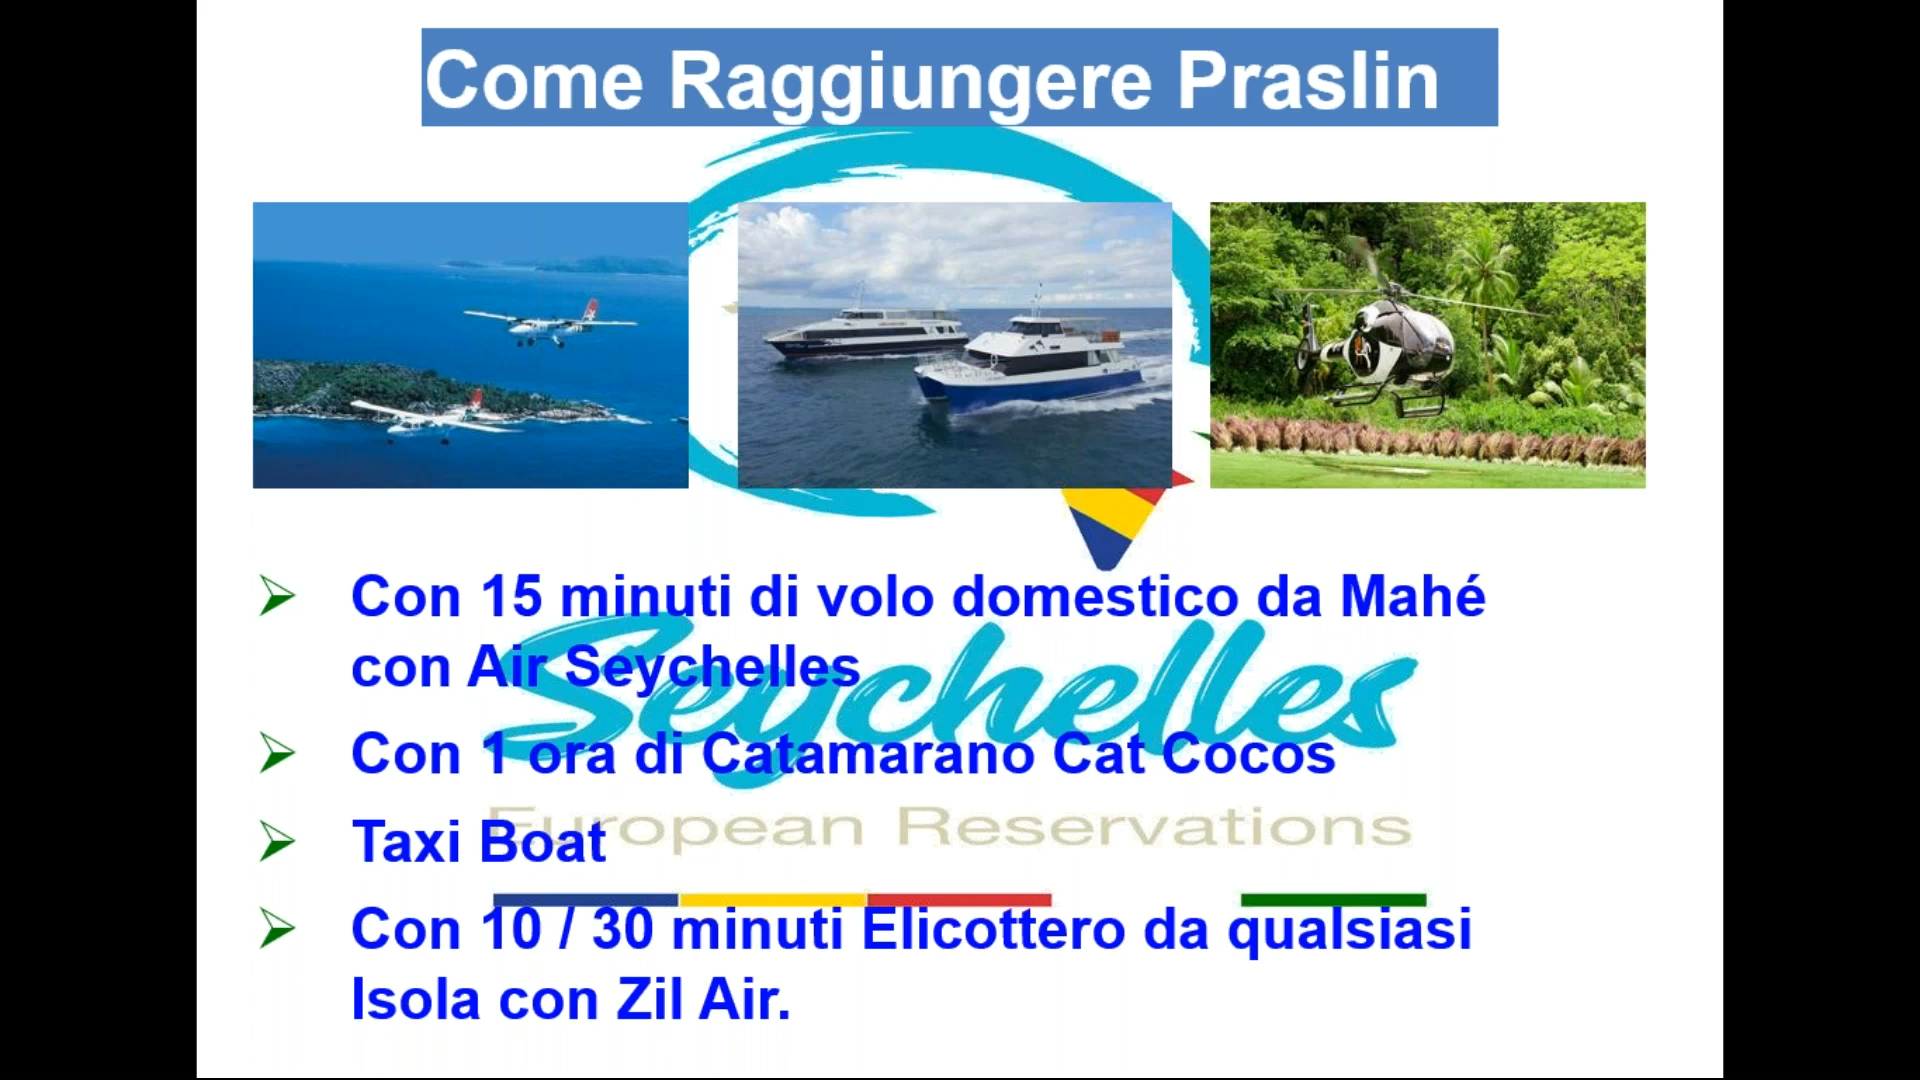 Come Raggiungere Praslin
Con 15 minuti di volo domestico da Mahé
con Air Seychelles
Seychelles
Con 1 ora di Catamarano Cat Cocos
European Reservations
Taxi Boat
Con 10 / 30 minuti Elicottero da qualsiasi
Isola con Zil Air.